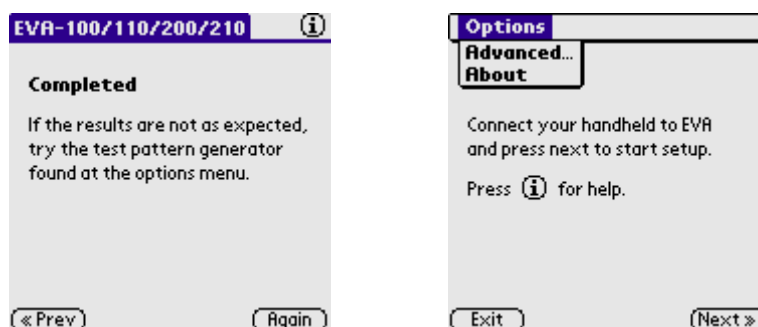 EVA-100/110/200/210
Completed
If the results are not as expected,
try the test pattern generator
found at the options menu.
« Prev
Again
Options
Advanced...
About
Connect your handheld to EVA
and press next to start setup.
Press i for help.
Exit
Next »